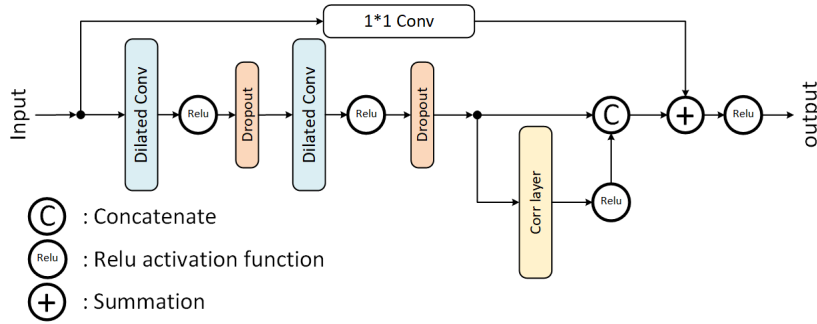 1*1 Conv
Input
Dilated Conv
Relu
Dropout
Dilated Conv
Relu
Dropout
C
+
Relu
output
Corr layer
Relu
C : Concatenate
Relu : Relu activation function
+ : Summation